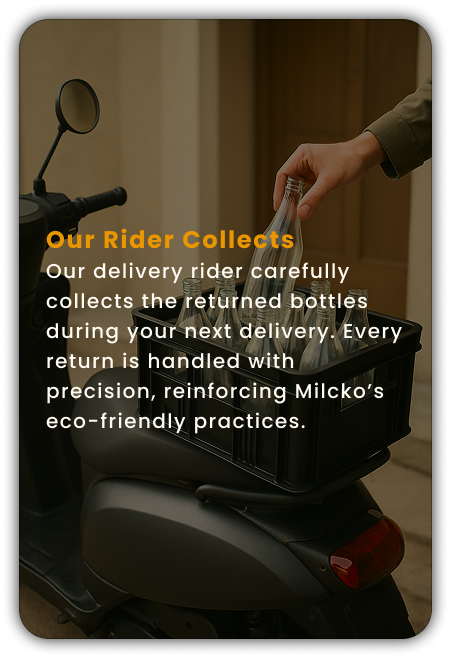 Our Rider Collects
Our delivery rider carefully
collects the returned bottles
during your next delivery. Every
return is handled with
precision, reinforcing Milcko’s
eco-friendly practices.